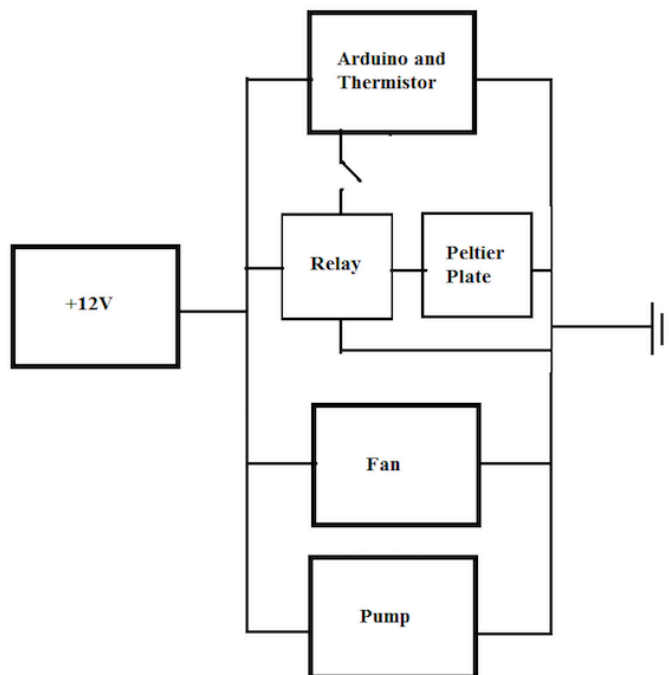 Arduino and
Thermistor
+12V
Relay
Peltier
Plate
Fan
Pump